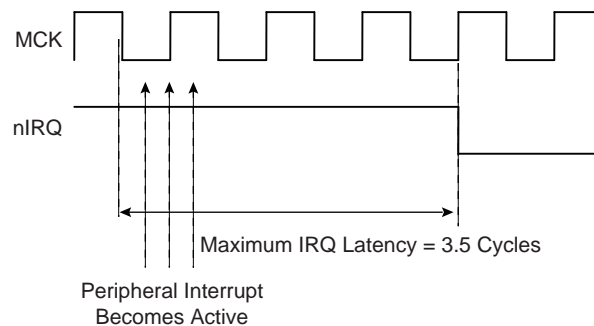 MCK
nIRQ
Maximum IRQ Latency = 3.5 Cycles
Peripheral Interrupt
Becomes Active